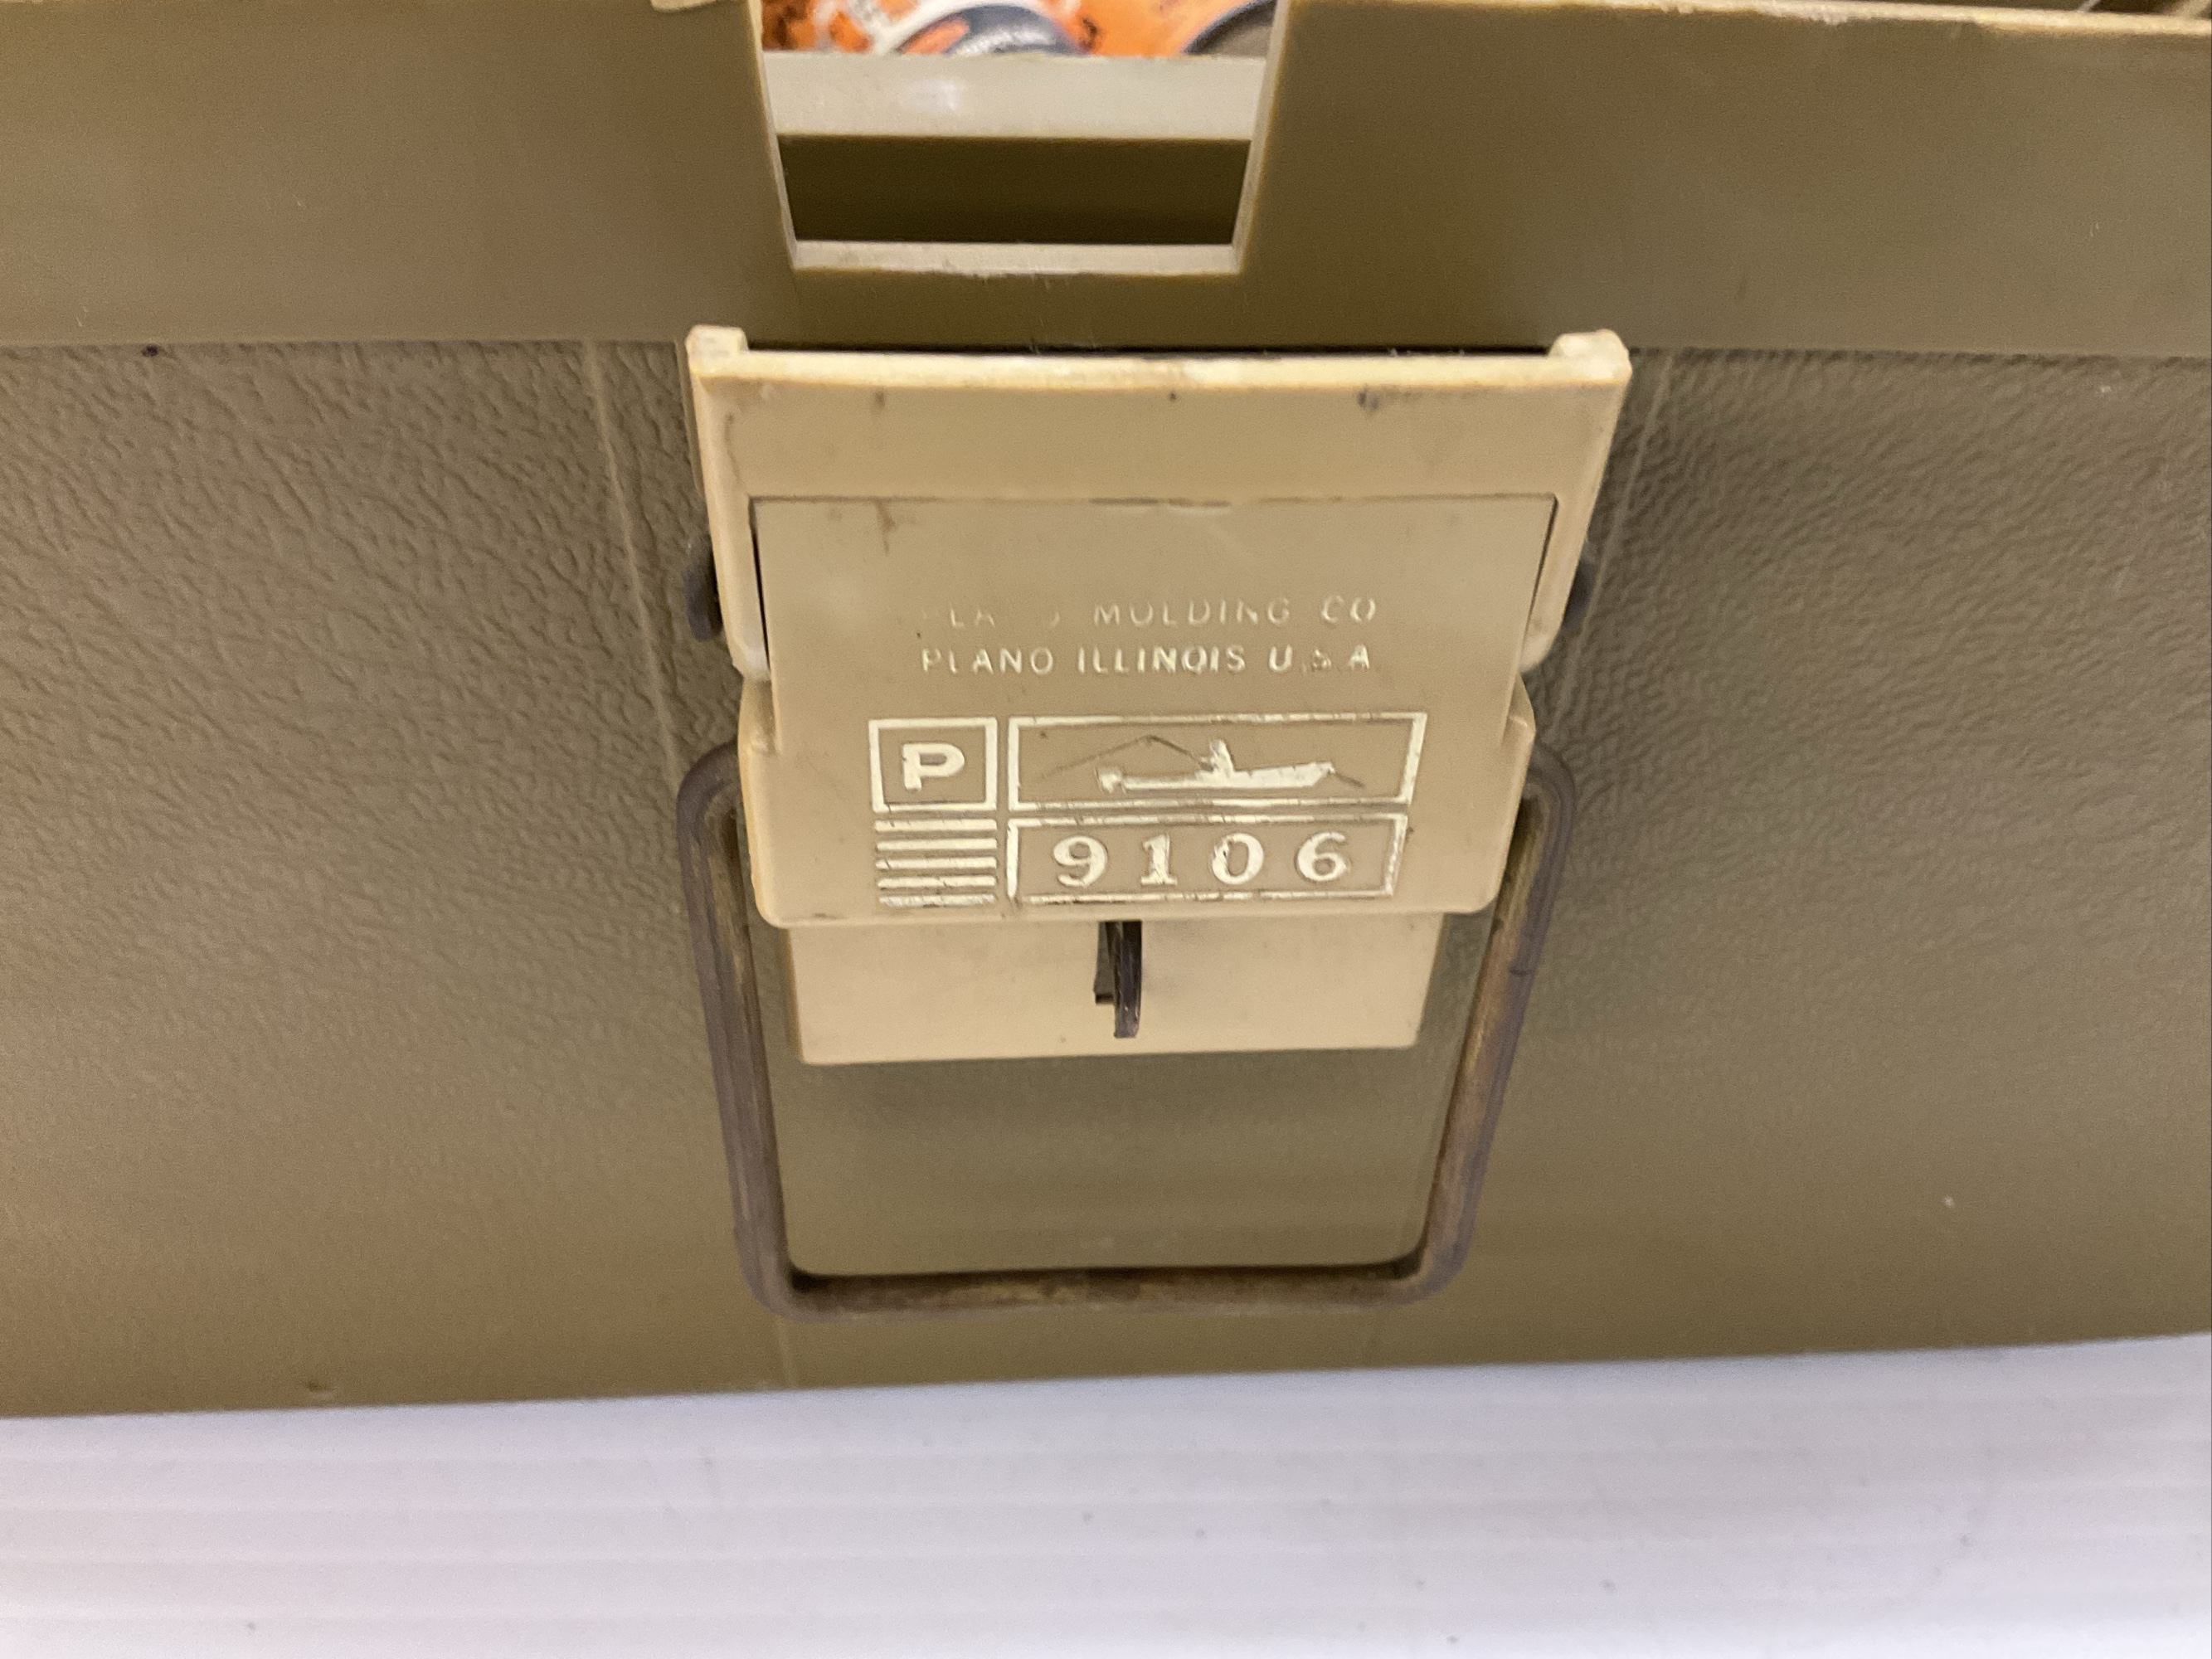 MOLDING CO
PLANO ILLINOIS U.S.A
P
9106